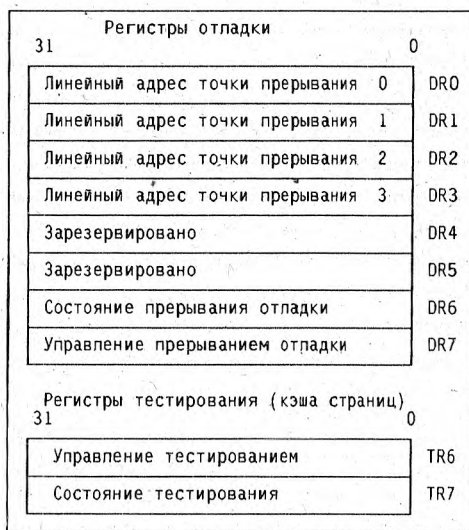 Регистры отладки
31 0
Линейный адрес точки прерывания 0 DR0
Линейный адрес точки прерывания 1 DR1
Линейный адрес точки прерывания 2 DR2
Линейный адрес точки прерывания 3 DR3
Зарезервировано DR4
Зарезервировано DR5
Состояние прерывания отладки DR6
Управление прерыванием отладки DR7
Регистры тестирования (кэша страниц)
31 0
Управление тестированием TR6
Состояние тестирования TR7